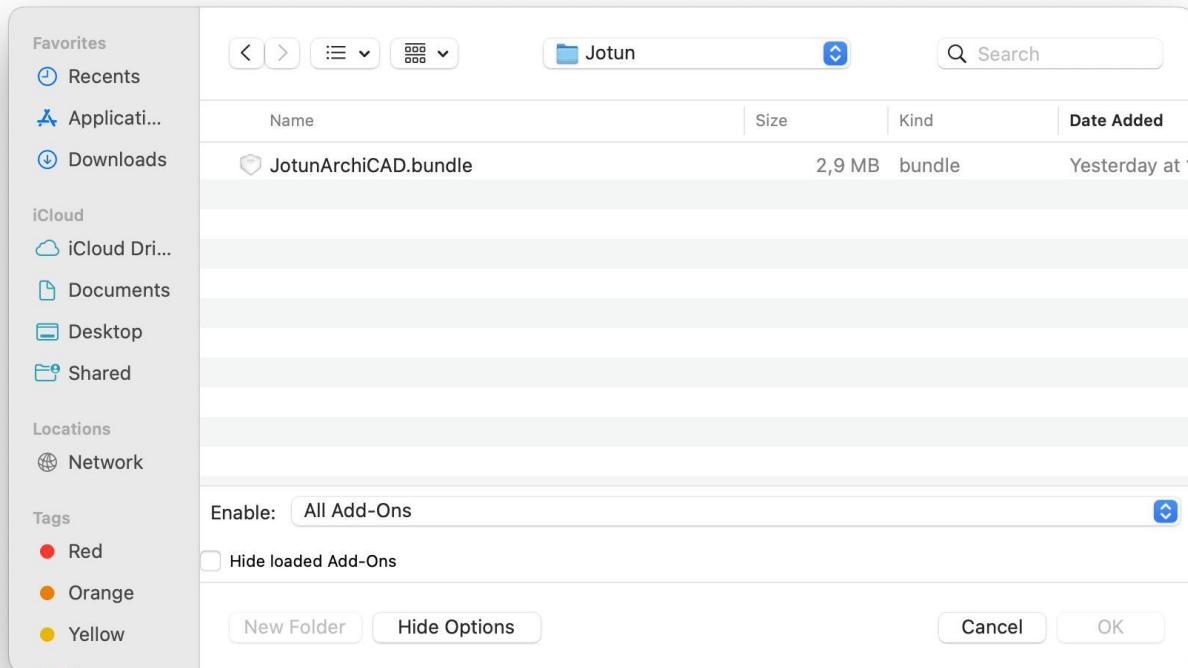 Favorites
Recents
Applicati...
Downloads
iCloud
iCloud Dri...
Documents
Desktop
Shared
Locations
Network
Tags
Red
Orange
Yellow
Jotun
Search
Name Size Kind Date Added
JotunArchiCAD.bundle 2,9 MB bundle Yesterday at
Enable: All Add-Ons
Hide loaded Add-Ons
New Folder Hide Options Cancel OK